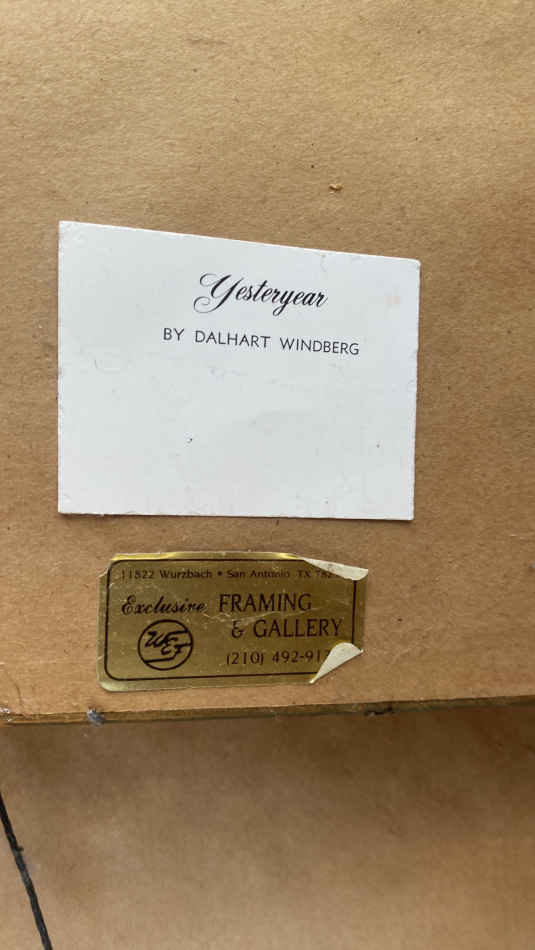 Yesteryear
BY DALHART WINDBERG
11522 Wurzbach • San Antonio TX
Exclusive FRAMING
& GALLERY
(210) 492-91